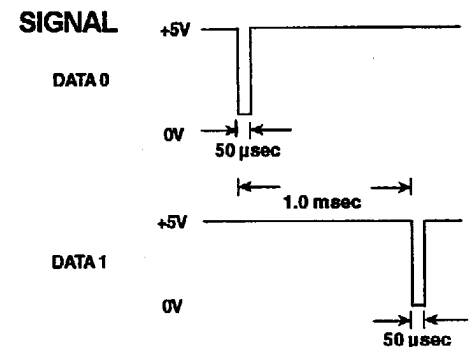 SIGNAL
+5V
DATA 0
0V
50 µsec
1.0 msec
+5V
DATA 1
0V
50 µsec